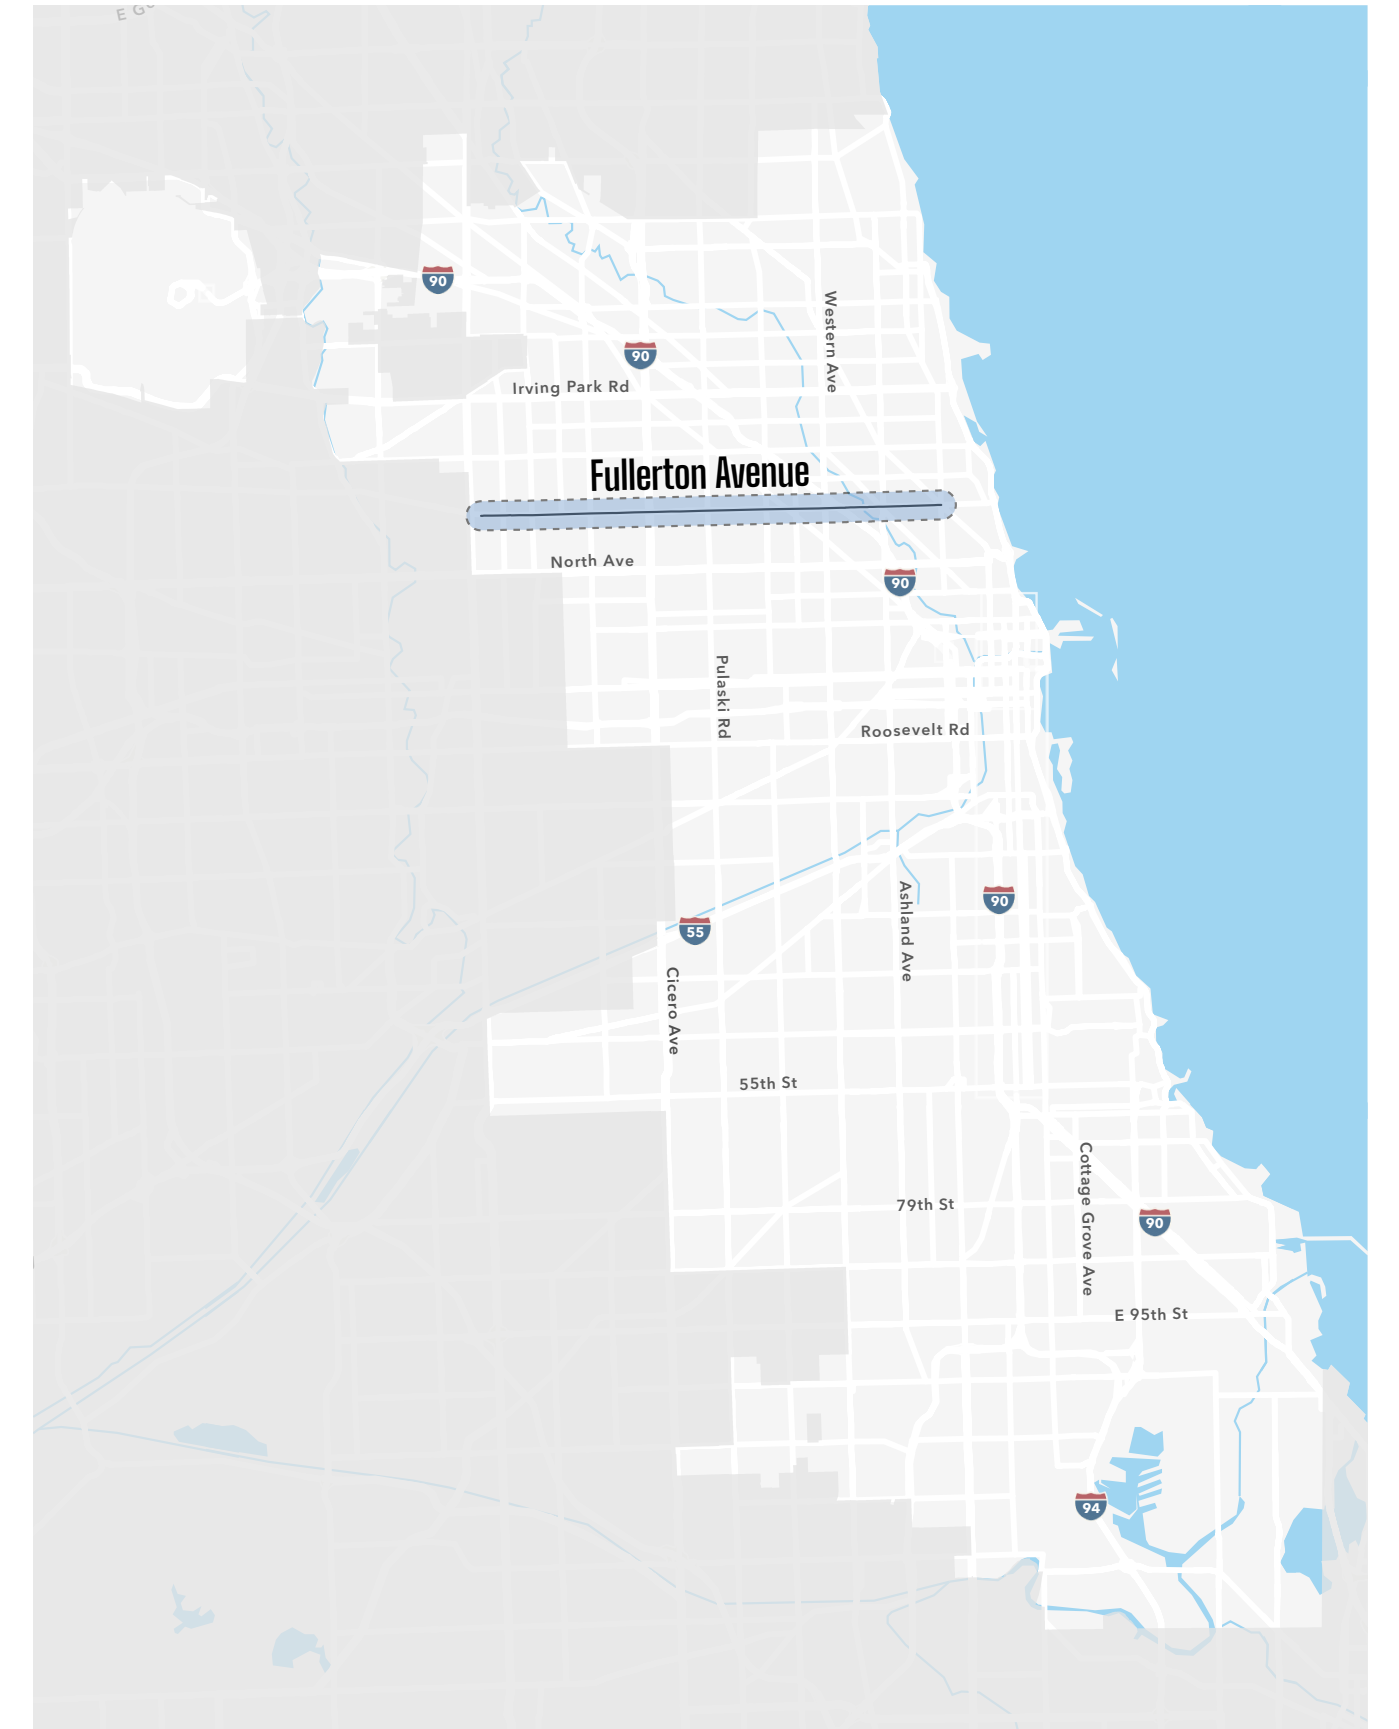 90
Western Ave
90
Irving Park Rd
Fullerton Avenue
North Ave
90
Pulaski Rd
Roosevelt Rd
Ashland Ave
90
55
Cicero Ave
55th St
Cottage Grove Ave
79th St
90
E 95th St
94